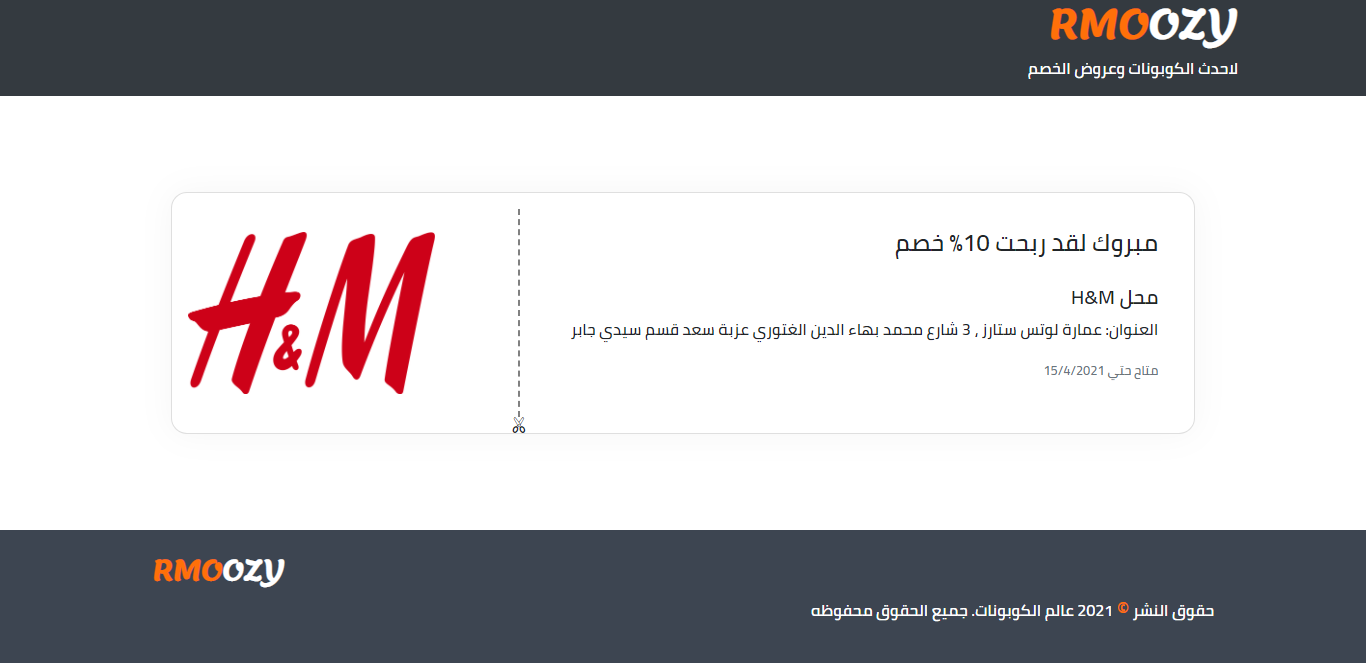 RMOOZY
لاحدث الكوبونات وعروض الخصم
مبروك لقد ربحت 10% خصم
محل H&M
العنوان: عمارة لوتس ستارز , 3 شارع محمد بهاء الدين الغتوري عزبة سعد قسم سيدي جابر
متاح حتي 15/4/2021
H&M
RMOOZY
حقوق النشر © 2021 عالم الكوبونات. جميع الحقوق محفوظه